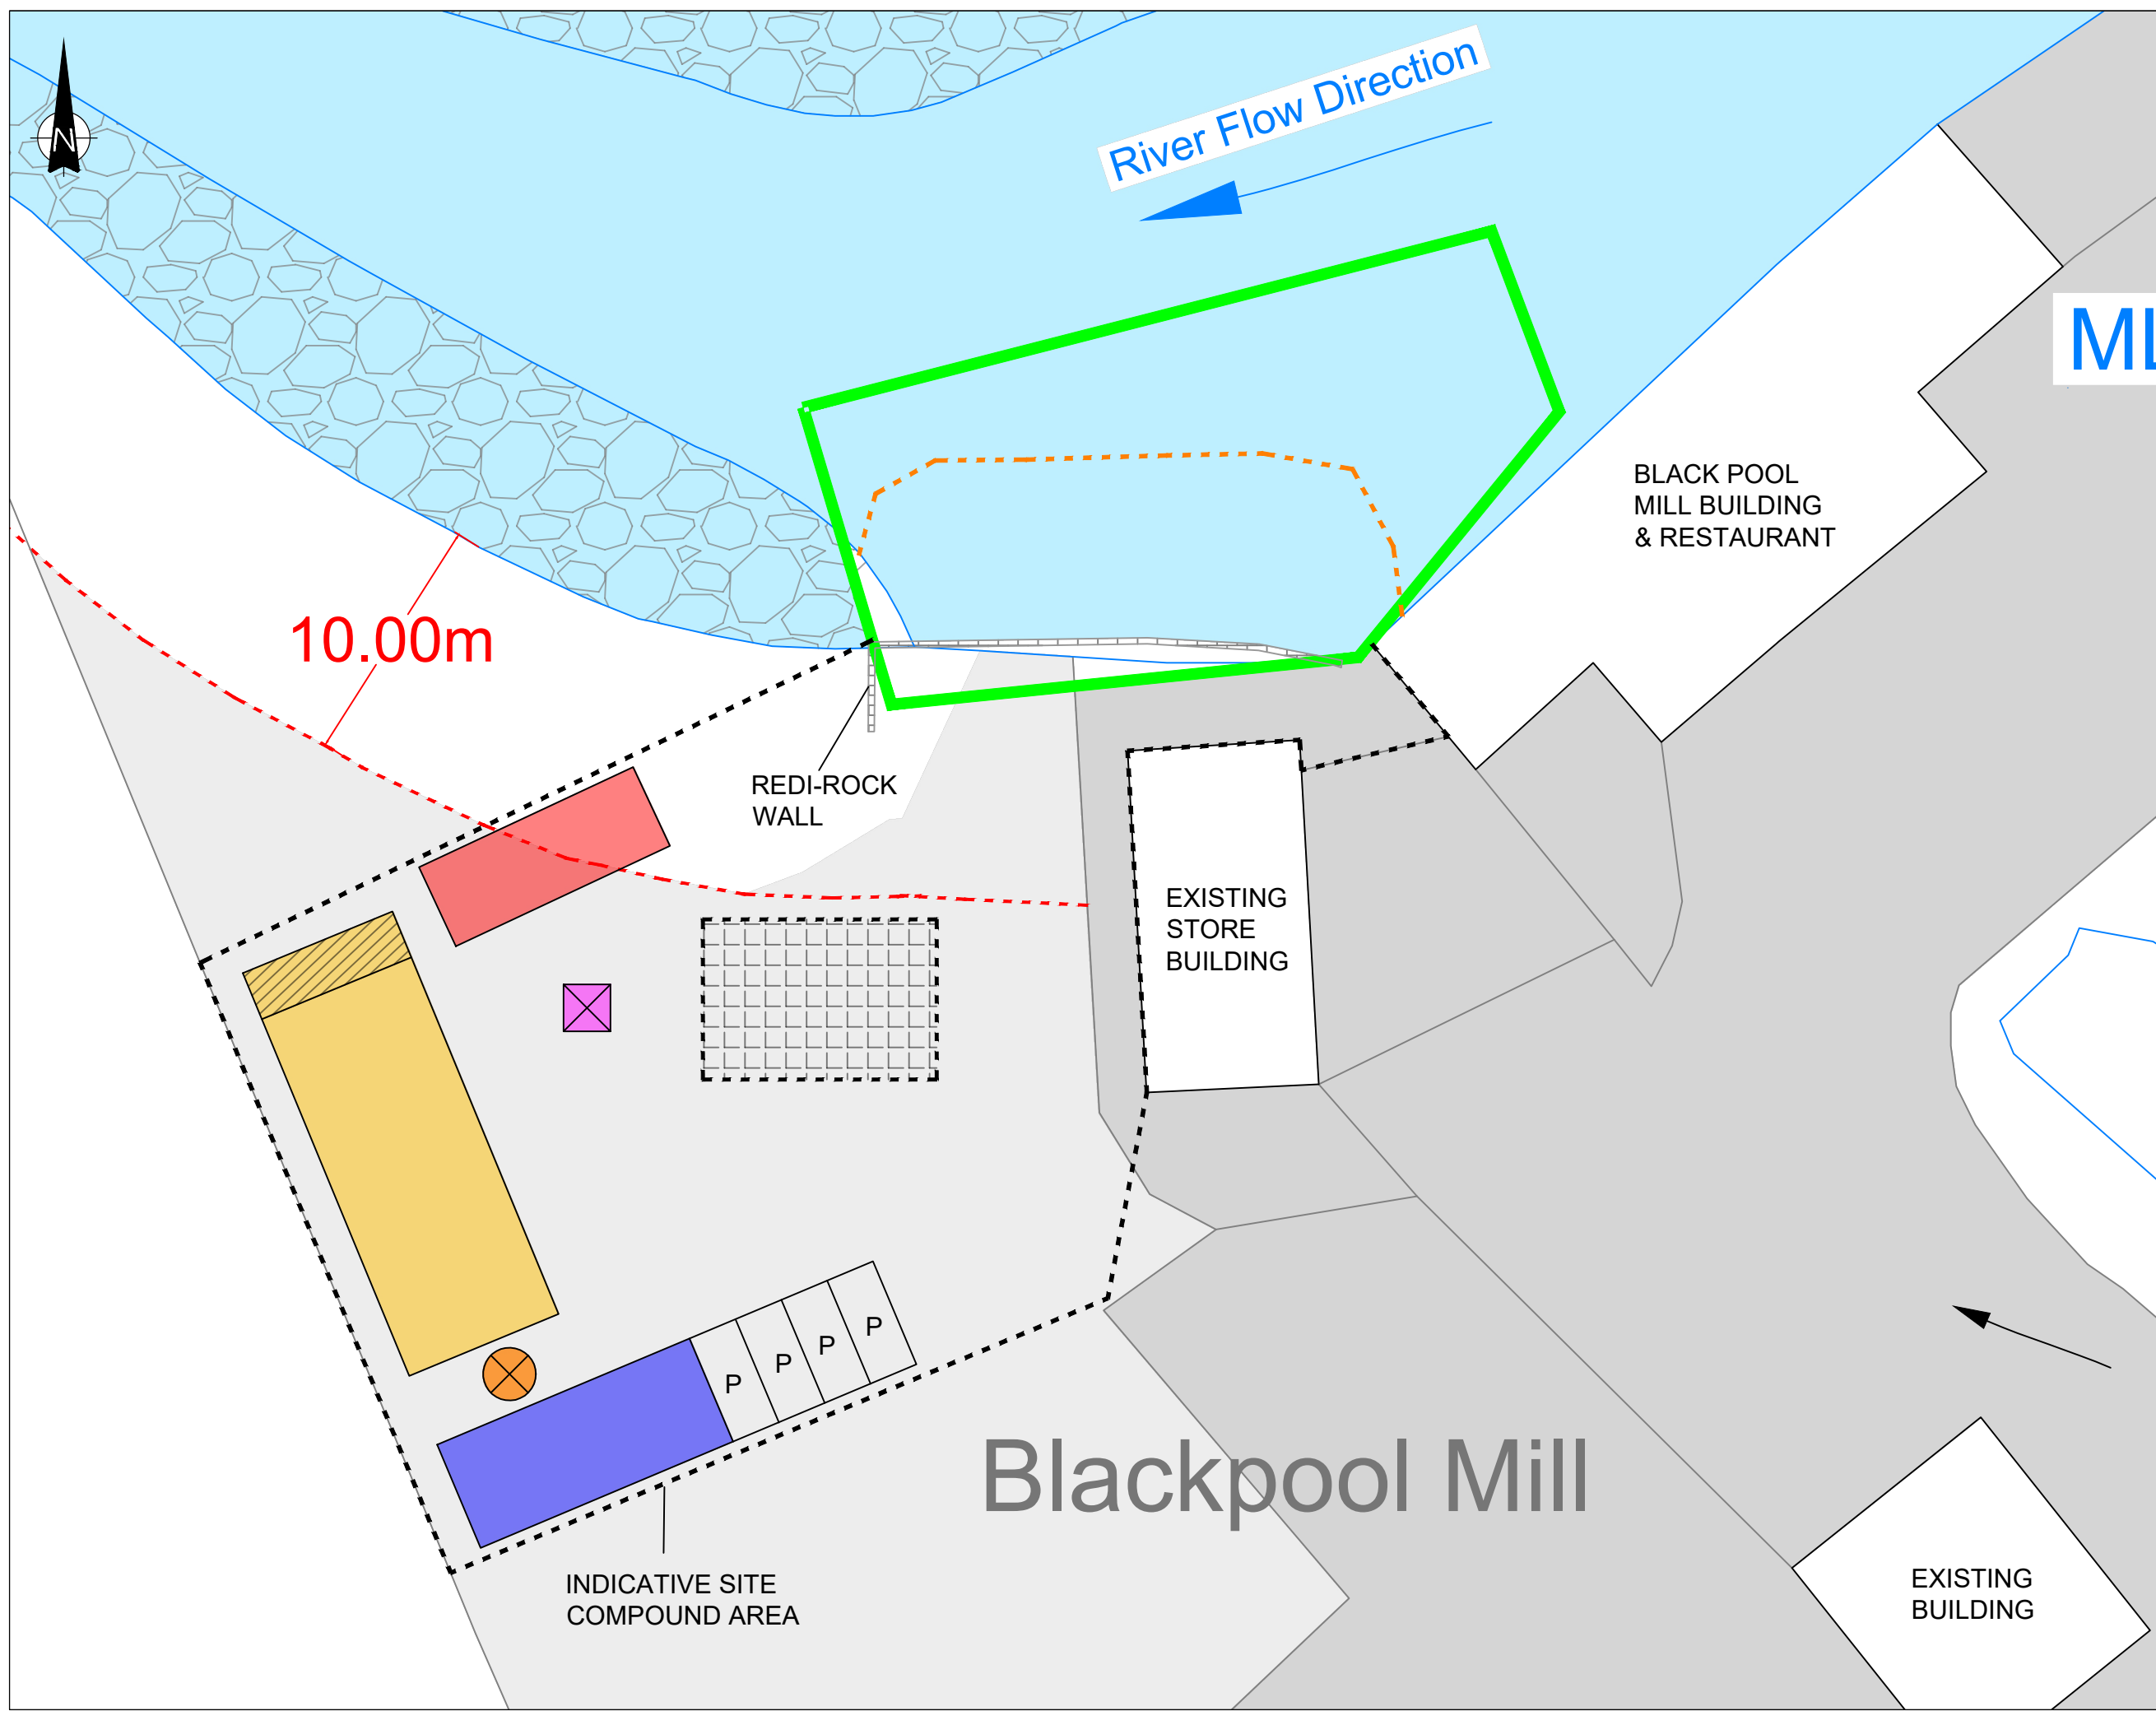 N
River Flow Direction
BLACK POOL
MILL BUILDING
& RESTAURANT
10.00m
REDI-ROCK
WALL
EXISTING
STORE
BUILDING
P
P
P
P
Blackpool Mill
INDICATIVE SITE
COMPOUND AREA
EXISTING
BUILDING